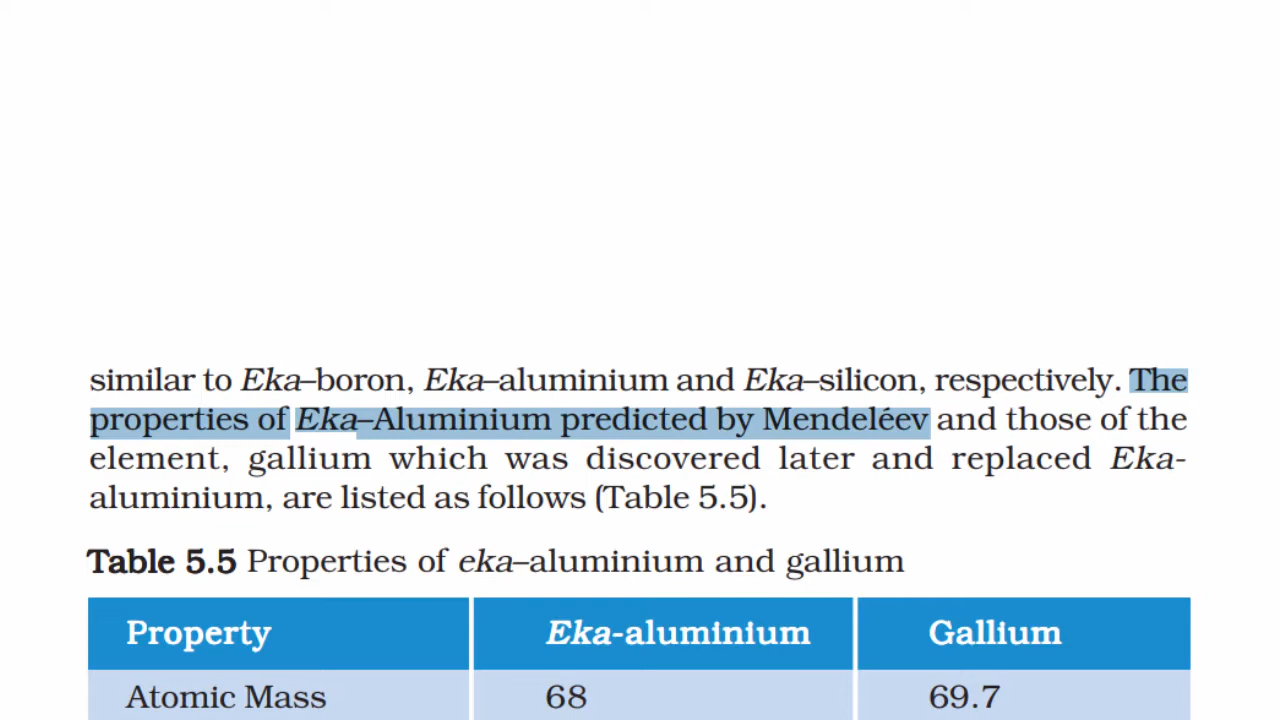 similar to Eka–boron, Eka–aluminium and Eka–silicon, respectively. The
properties of Eka–Aluminium predicted by Mendeléev and those of the
element, gallium which was discovered later and replaced Eka-
aluminium, are listed as follows (Table 5.5).
Table 5.5 Properties of eka–aluminium and gallium
Property Eka-aluminium Gallium
Atomic Mass 68 69.7